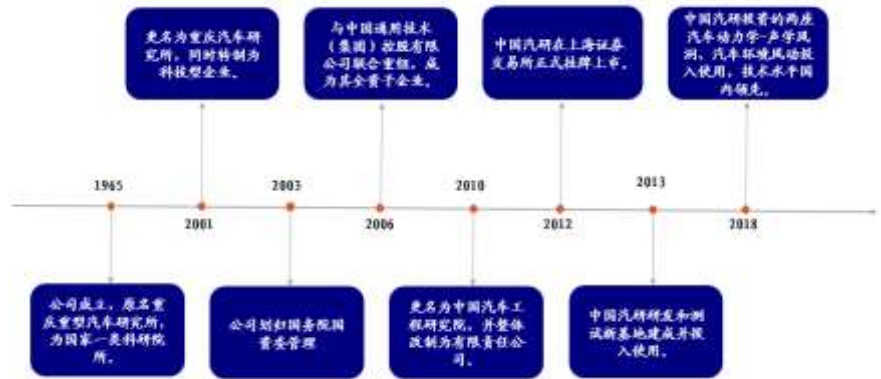 更名为重庆汽车研
究所，同时转制为
科技型企业。
与中国通用技术
（集团）控股有限
公司联合重组，成
为其全资子企业。
中国汽研在上海证券
交易所正式挂牌上市。
中国汽研投资的两座
汽车动力学-声学风
洞、汽车环境风动投
入使用，技术水平国
内领先。
1965
2003
2010
2013
2001
2006
2012
2018
公司成立，原名重
庆重型汽车研究所，
为国家一类科研院
所。
公司划归国务院国
资委管理
更名为中国汽车工
程研究院，并整体
改制为有限责任公
司。
中国汽研研发和测
试新基地建成并投
入使用。